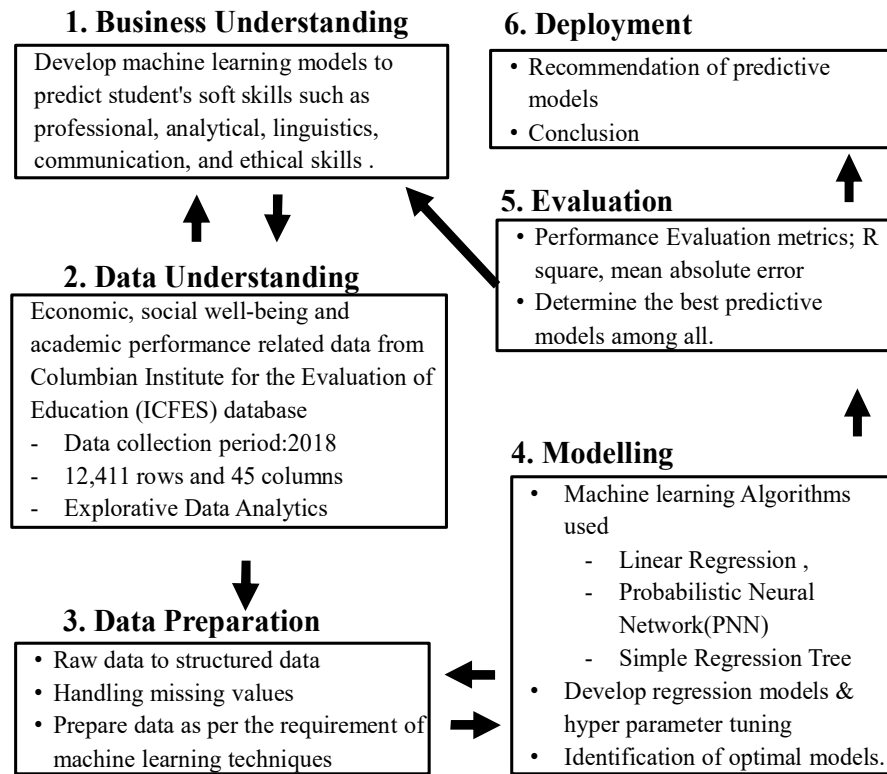 1. Business Understanding
Develop machine learning models to
predict student's soft skills such as
professional, analytical, linguistics,
communication, and ethical skills .
2. Data Understanding
Economic, social well-being and
academic performance related data from
Columbian Institute for the Evaluation of
Education (ICFES) database
- Data collection period:2018
- 12,411 rows and 45 columns
- Explorative Data Analytics
3. Data Preparation
• Raw data to structured data
• Handling missing values
• Prepare data as per the requirement of
machine learning techniques
4. Modelling
• Machine learning Algorithms
used
- Linear Regression ,
- Probabilistic Neural
Network(PNN)
- Simple Regression Tree
• Develop regression models &
hyper parameter tuning
• Identification of optimal models.
5. Evaluation
• Performance Evaluation metrics; R
square, mean absolute error
• Determine the best predictive
models among all.
6. Deployment
• Recommendation of predictive
models
• Conclusion